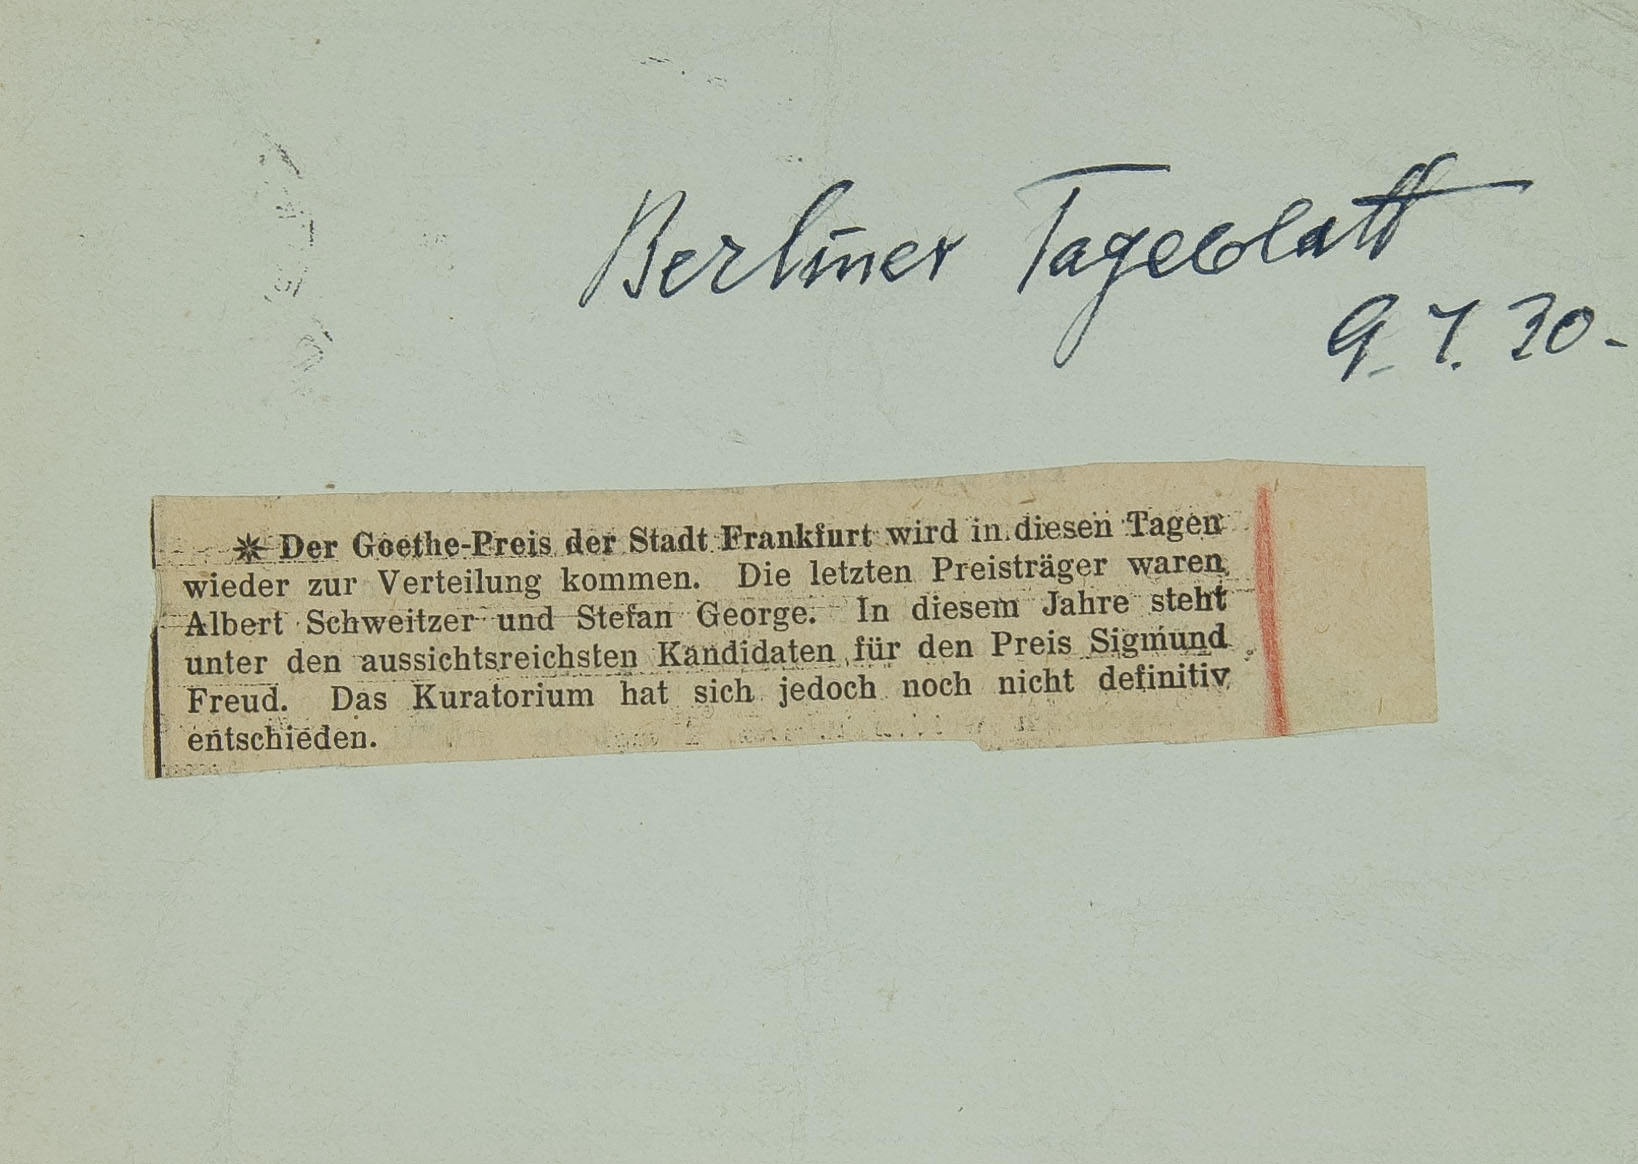 Berliner Tageblatt
9.7.30.
✳ Der Goethe-Preis der Stadt Frankfurt wird in diesen Tagen
wieder zur Verteilung kommen. Die letzten Preisträger waren
Albert Schweitzer und Stefan George. In diesem Jahre steht
unter den aussichtsreichsten Kandidaten für den Preis Sigmund
Freud. Das Kuratorium hat sich jedoch noch nicht definitiv
entschieden.